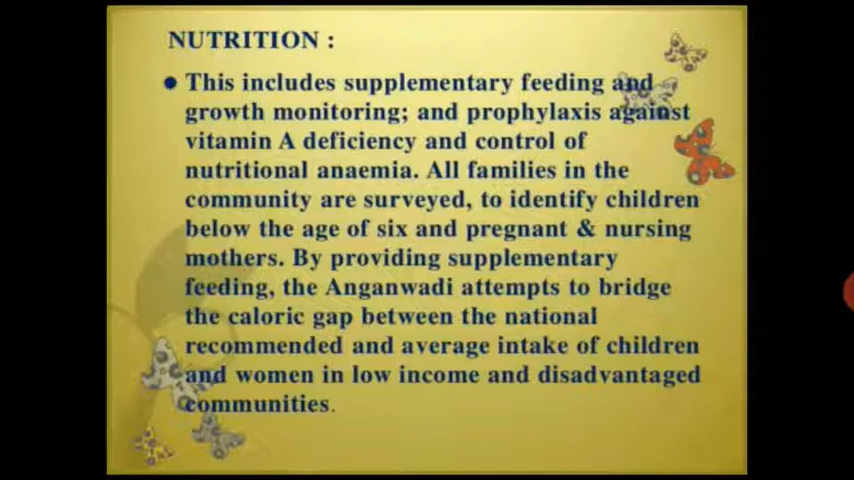 NUTRITION :
This includes supplementary feeding and
growth monitoring; and prophylaxis against
vitamin A deficiency and control of
nutritional anaemia. All families in the
community are surveyed, to identify children
below the age of six and pregnant & nursing
mothers. By providing supplementary
feeding, the Anganwadi attempts to bridge
the caloric gap between the national
recommended and average intake of children
and women in low income and disadvantaged
communities.